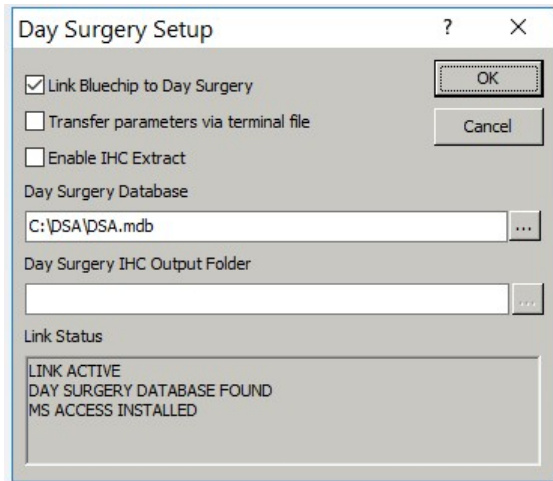 Day Surgery Setup
?
Link Bluechip to Day Surgery
OK
Transfer parameters via terminal file
Cancel
Enable IHC Extract
Day Surgery Database
C:\DSA\DSA.mdb
...
Day Surgery IHC Output Folder
...
Link Status
LINK ACTIVE
DAY SURGERY DATABASE FOUND
MS ACCESS INSTALLED